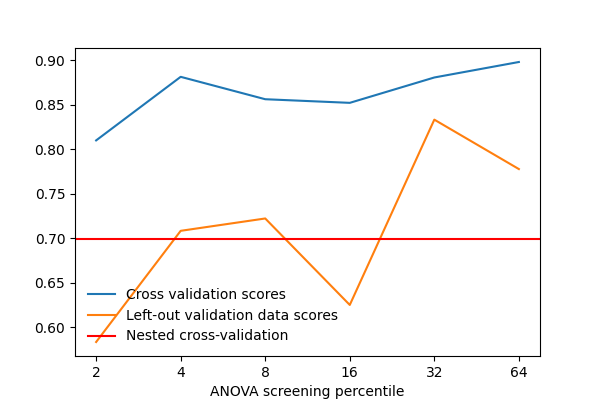 0.90
0.85
0.80
0.75
0.70
0.65
0.60
Cross validation scores
Left-out validation data scores
Nested cross-validation
2 4 8 16 32 64
ANOVA screening percentile